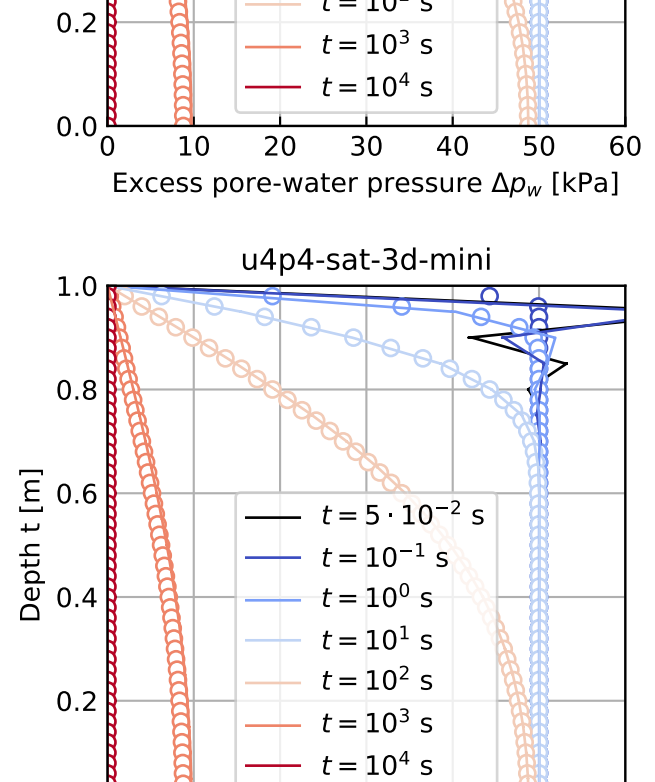 t = 10² s
0.2
t = 10³ s
t = 10⁴ s
0.0
0 10 20 30 40 50 60
Excess pore-water pressure Δp_w [kPa]
u4p4-sat-3d-mini
1.0
0.8
0.6
0.4
0.2
Depth t [m]
t = 5 · 10⁻² s
t = 10⁻¹ s
t = 10⁰ s
t = 10¹ s
t = 10² s
t = 10³ s
t = 10⁴ s